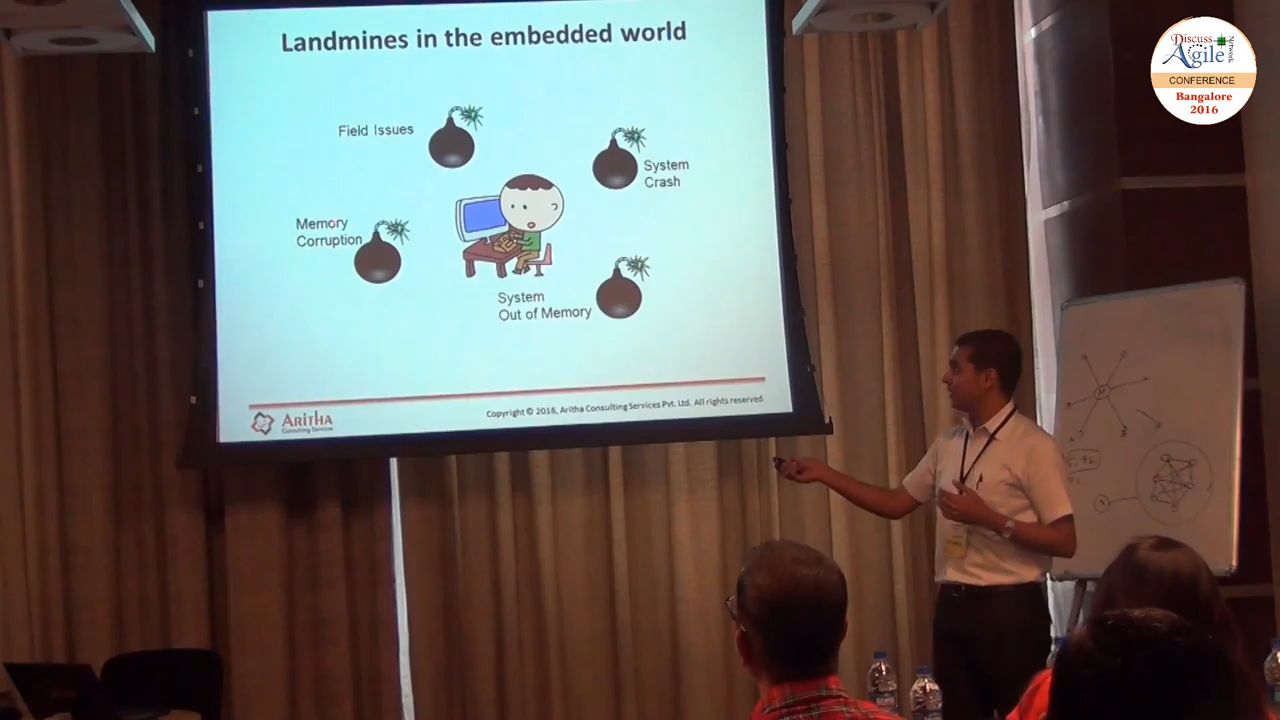 Landmines in the embedded world
Field Issues
System
Crash
Memory
Corruption
System
Out of Memory
ARiTHA
Consulting Services
Copyright © 2016, Aritha Consulting Services Pvt. Ltd. All rights reserved.
Discuss
Agile
Network
CONFERENCE
Bangalore
2016